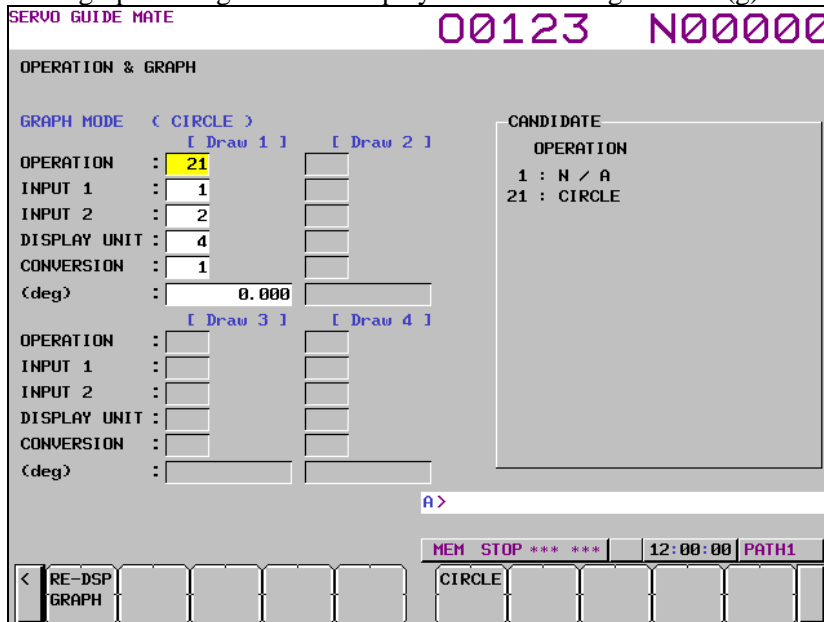 SERVO GUIDE MATE
O0123 N00000
OPERATION & GRAPH
GRAPH MODE ( CIRCLE )
[ Draw 1 ] [ Draw 2 ]
OPERATION : 21
INPUT 1 : 1
INPUT 2 : 2
DISPLAY UNIT : 4
CONVERSION : 1
(deg) : 0.000
[ Draw 3 ] [ Draw 4 ]
OPERATION :
INPUT 1 :
INPUT 2 :
DISPLAY UNIT :
CONVERSION :
(deg) :
CANDIDATE
OPERATION
1 : N / A
21 : CIRCLE
A>
MEM STOP *** *** 12:00:00 PATH1
< RE-DSP GRAPH CIRCLE